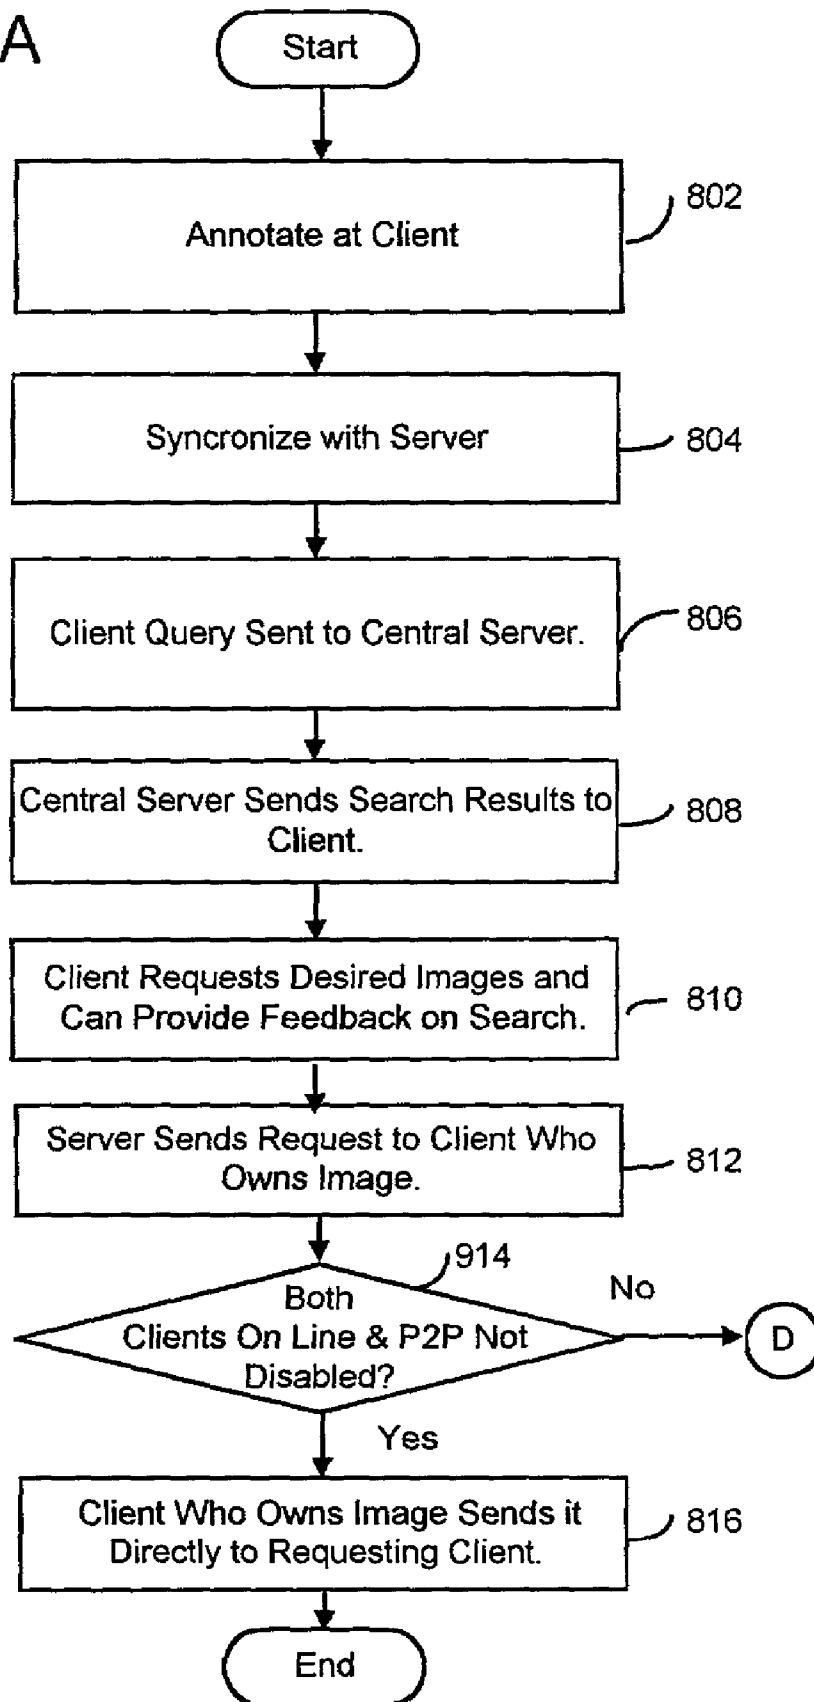 A
Start
Annotate at Client
802
Syncronize with Server
804
Client Query Sent to Central Server.
806
Central Server Sends Search Results to
Client.
808
Client Requests Desired Images and
Can Provide Feedback on Search.
810
Server Sends Request to Client Who
Owns Image.
812
914
Both
Clients On Line & P2P Not
Disabled?
No
D
Yes
Client Who Owns Image Sends it
Directly to Requesting Client.
816
End